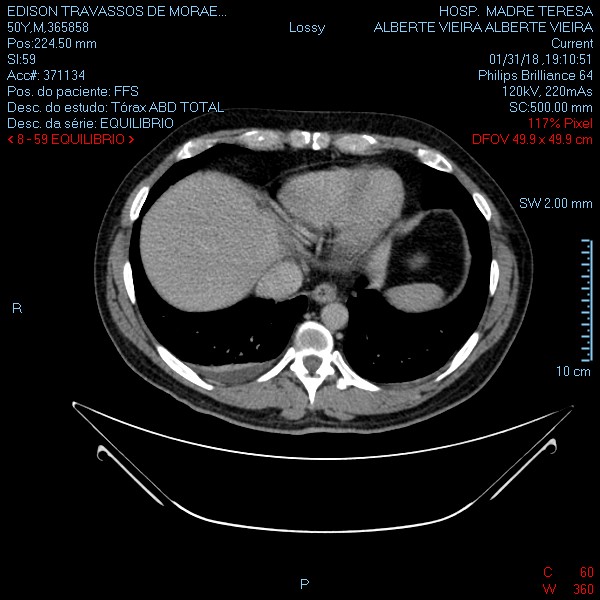 EDISON TRAVASSOS DE MORAE...
50Y,M,365858
Pos:224.50 mm
SI:59
Acc#: 371134
Pos. do paciente: FFS
Desc. do estudo: Tórax ABD TOTAL
Desc. da série: EQUILIBRIO
< 8 - 59 EQUILIBRIO >
Lossy
HOSP. MADRE TERESA
ALBERTE VIEIRA ALBERTE VIEIRA
Current
01/31/18 ,19:10:51
Philips Brilliance 64
120kV, 220mAs
SC:500.00 mm
117% Pixel
DFOV 49.9 x 49.9 cm
SW 2.00 mm
R
10 cm
P
C 60
W 360